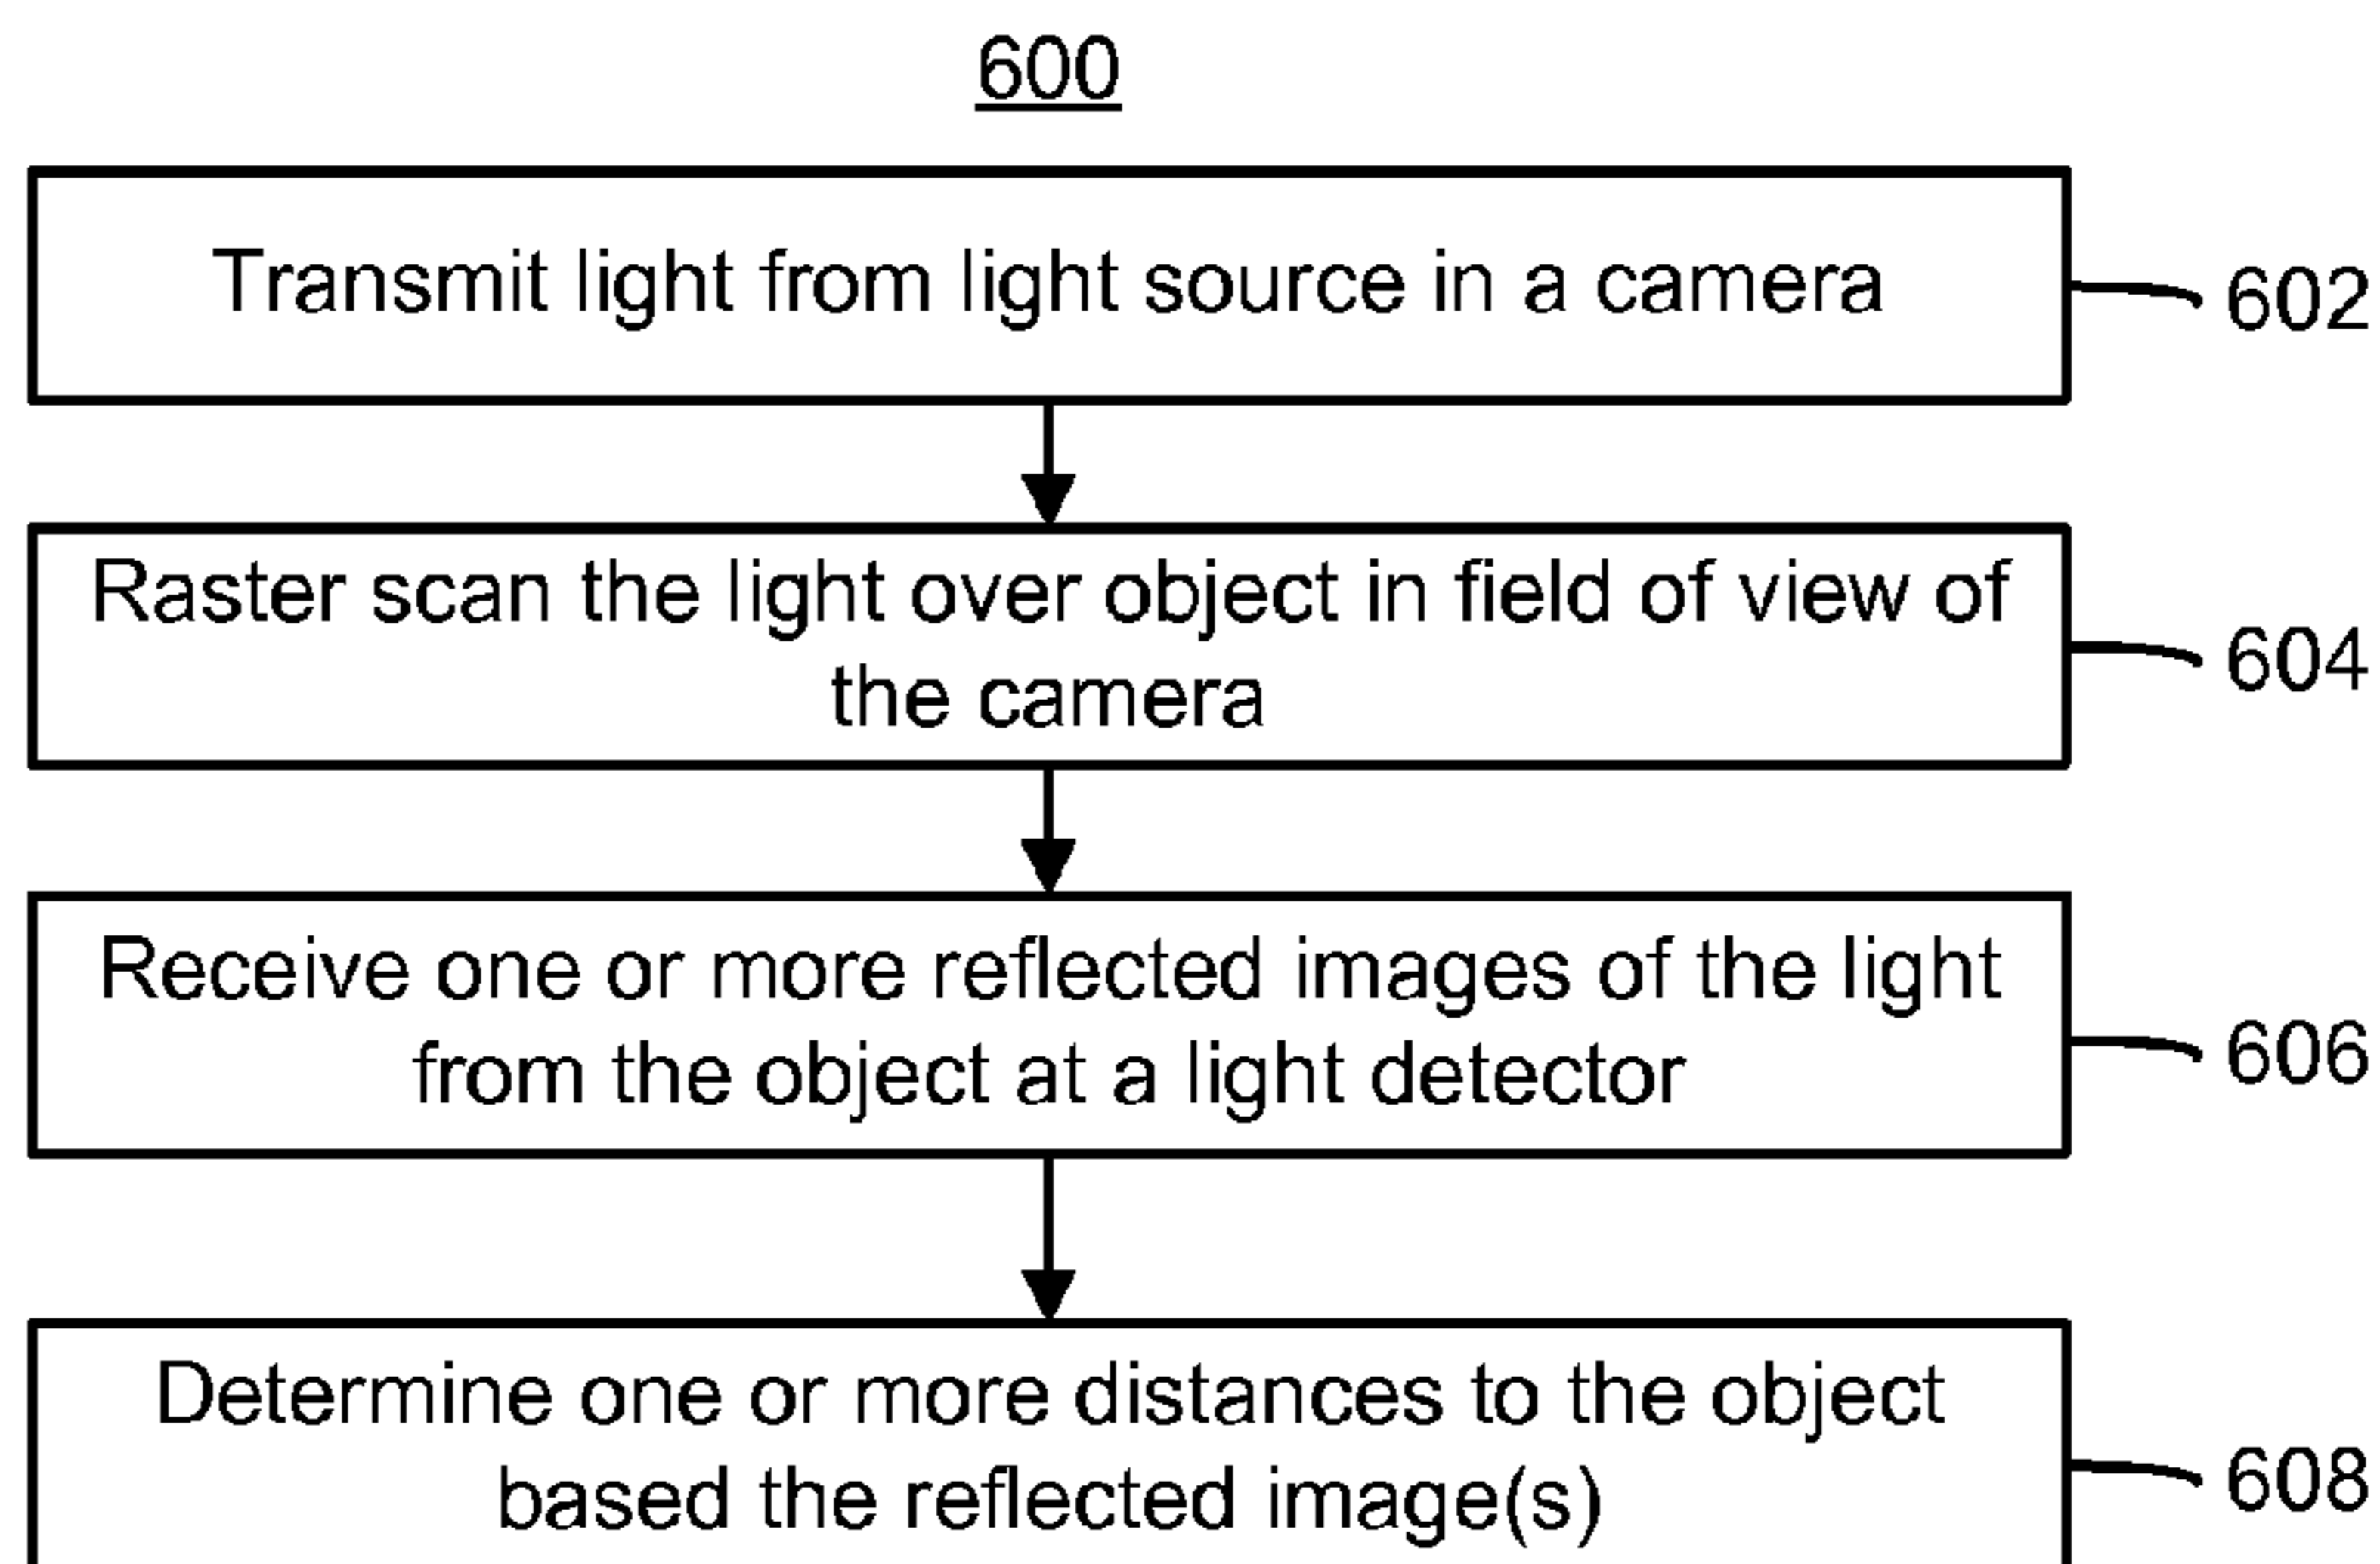 600
Transmit light from light source in a camera
602
Raster scan the light over object in field of view of
the camera
604
Receive one or more reflected images of the light
from the object at a light detector
606
Determine one or more distances to the object
based the reflected image(s)
608